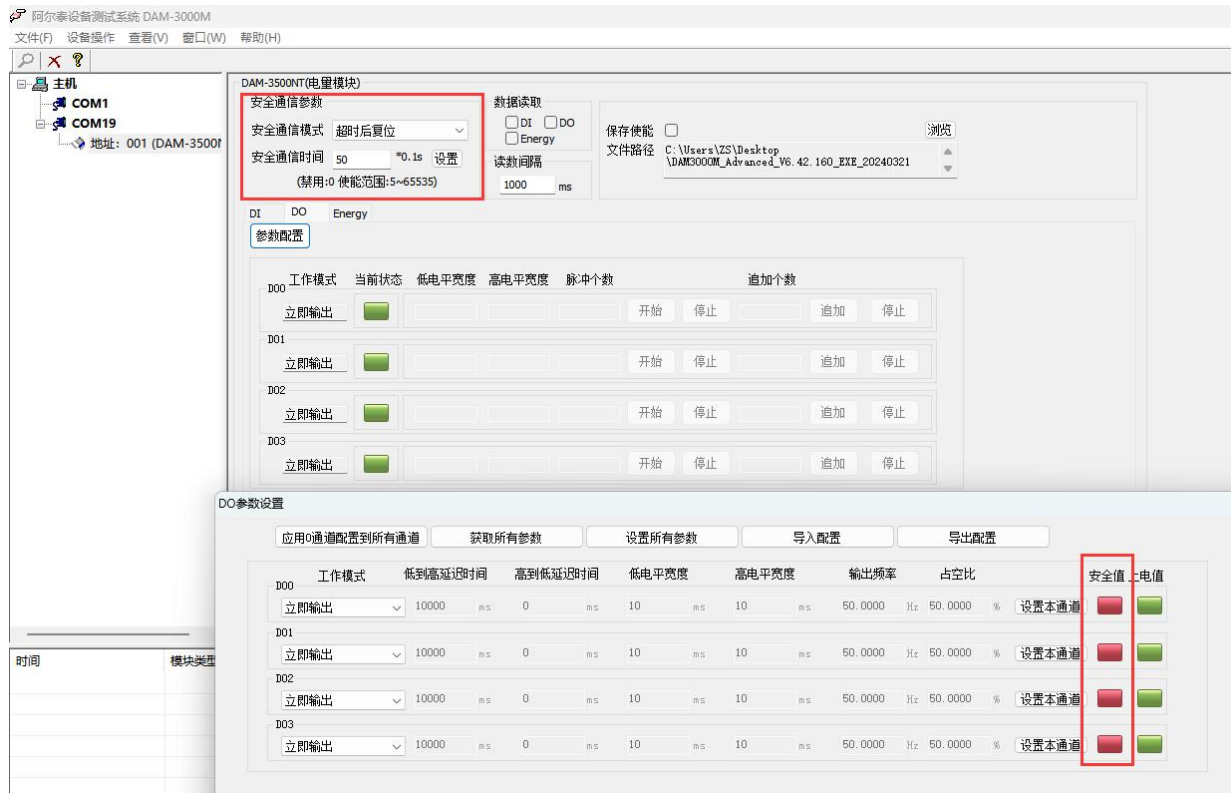 阿尔泰设备测试系统 DAM-3000M
文件(F) 设备操作 查看(V) 窗口(W) 帮助(H)
主机
COM1
COM19
地址：001 (DAM-3500N
DAM-3500NT(电量模块)
安全通信参数
安全通信模式 超时后复位
安全通信时间 50 *0.1s 设置
(禁用:0 使能范围:5~65535)
数据读取
DI DO
Energy
读数间隔
1000 ms
保存使能 浏览
文件路径 C:\Users\ZS\Desktop
\DAM3000M_Advanced_V6.42.160_EXE_20240321
DI DO Energy
参数配置
工作模式 当前状态 低电平宽度 高电平宽度 脉冲个数 追加个数
DO0
立即输出 开始 停止 追加 停止
DO1
立即输出 开始 停止 追加 停止
DO2
立即输出 开始 停止 追加 停止
DO3
立即输出 开始 停止 追加 停止
DO参数设置
应用0通道配置到所有通道 获取所有参数 设置所有参数 导入配置 导出配置
工作模式 低到高延迟时间 高到低延迟时间 低电平宽度 高电平宽度 输出频率 占空比 安全值 上电值
DO0
立即输出 10000 ms 0 ms 10 ms 10 ms 50.0000 Hz 50.0000 % 设置本通道
DO1
立即输出 10000 ms 0 ms 10 ms 10 ms 50.0000 Hz 50.0000 % 设置本通道
DO2
立即输出 10000 ms 0 ms 10 ms 10 ms 50.0000 Hz 50.0000 % 设置本通道
DO3
立即输出 10000 ms 0 ms 10 ms 10 ms 50.0000 Hz 50.0000 % 设置本通道
时间 模块类型